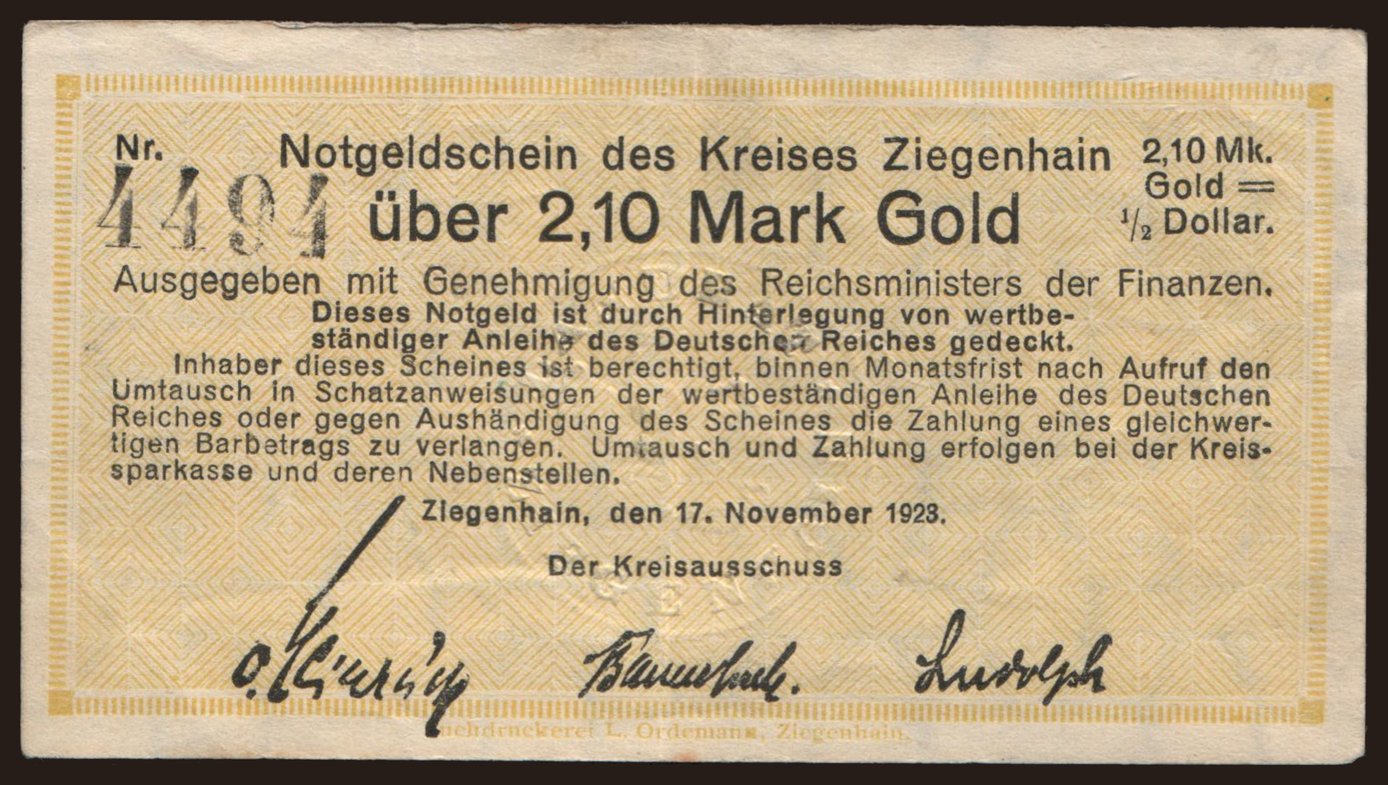 Nr.
4494
Notgeldschein des Kreises Ziegenhain
über 2,10 Mark Gold
2,10 Mk.
Gold =
1/2 Dollar.
Ausgegeben mit Genehmigung des Reichsministers der Finanzen.
Dieses Notgeld ist durch Hinterlegung von wertbe-
ständiger Anleihe des Deutschen Reiches gedeckt.
Inhaber dieses Scheines ist berechtigt, binnen Monatsfrist nach Aufruf den
Umtausch in Schatzanweisungen der wertbeständigen Anleihe des Deutschen
Reiches oder gegen Aushändigung des Scheines die Zahlung eines gleichwer-
tigen Barbetrags zu verlangen. Umtausch und Zahlung erfolgen bei der Kreis-
sparkasse und deren Nebenstellen.
Ziegenhain, den 17. November 1923.
Der Kreisausschuss
Ludolph
Buchdruckerei L. Ordemann, Ziegenhain.